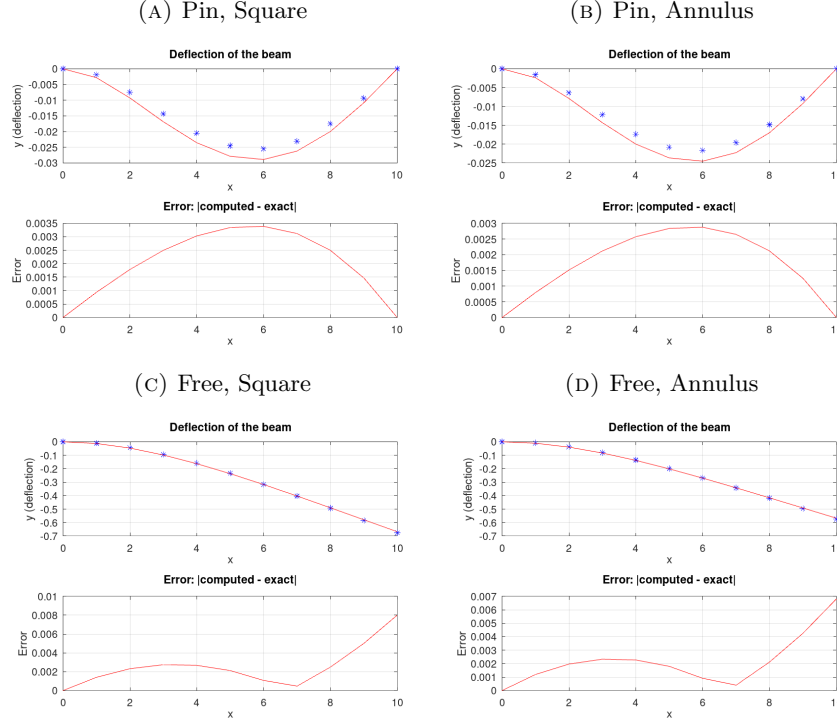 (A) Pin, Square
Deflection of the beam
y (deflection)
0
-0.005
-0.01
-0.015
-0.02
-0.025
-0.03
0 2 4 6 8 10
x
Error: |computed - exact|
Error
0.0035
0.003
0.0025
0.002
0.0015
0.001
0.0005
0
0 2 4 6 8 10
x
(B) Pin, Annulus
Deflection of the beam
y (deflection)
0
-0.005
-0.01
-0.015
-0.02
-0.025
0 2 4 6 8 1
x
Error: |computed - exact|
Error
0.003
0.0025
0.002
0.0015
0.001
0.0005
0
0 2 4 6 8 1
x
(C) Free, Square
Deflection of the beam
y (deflection)
0
-0.1
-0.2
-0.3
-0.4
-0.5
-0.6
-0.7
0 2 4 6 8 10
x
Error: |computed - exact|
Error
0.01
0.008
0.006
0.004
0.002
0
0 2 4 6 8 10
x
(D) Free, Annulus
Deflection of the beam
y (deflection)
0
-0.1
-0.2
-0.3
-0.4
-0.5
-0.6
-0.7
0 2 4 6 8 1
x
Error: |computed - exact|
Error
0.007
0.006
0.005
0.004
0.003
0.002
0.001
0
0 2 4 6 8 1
x